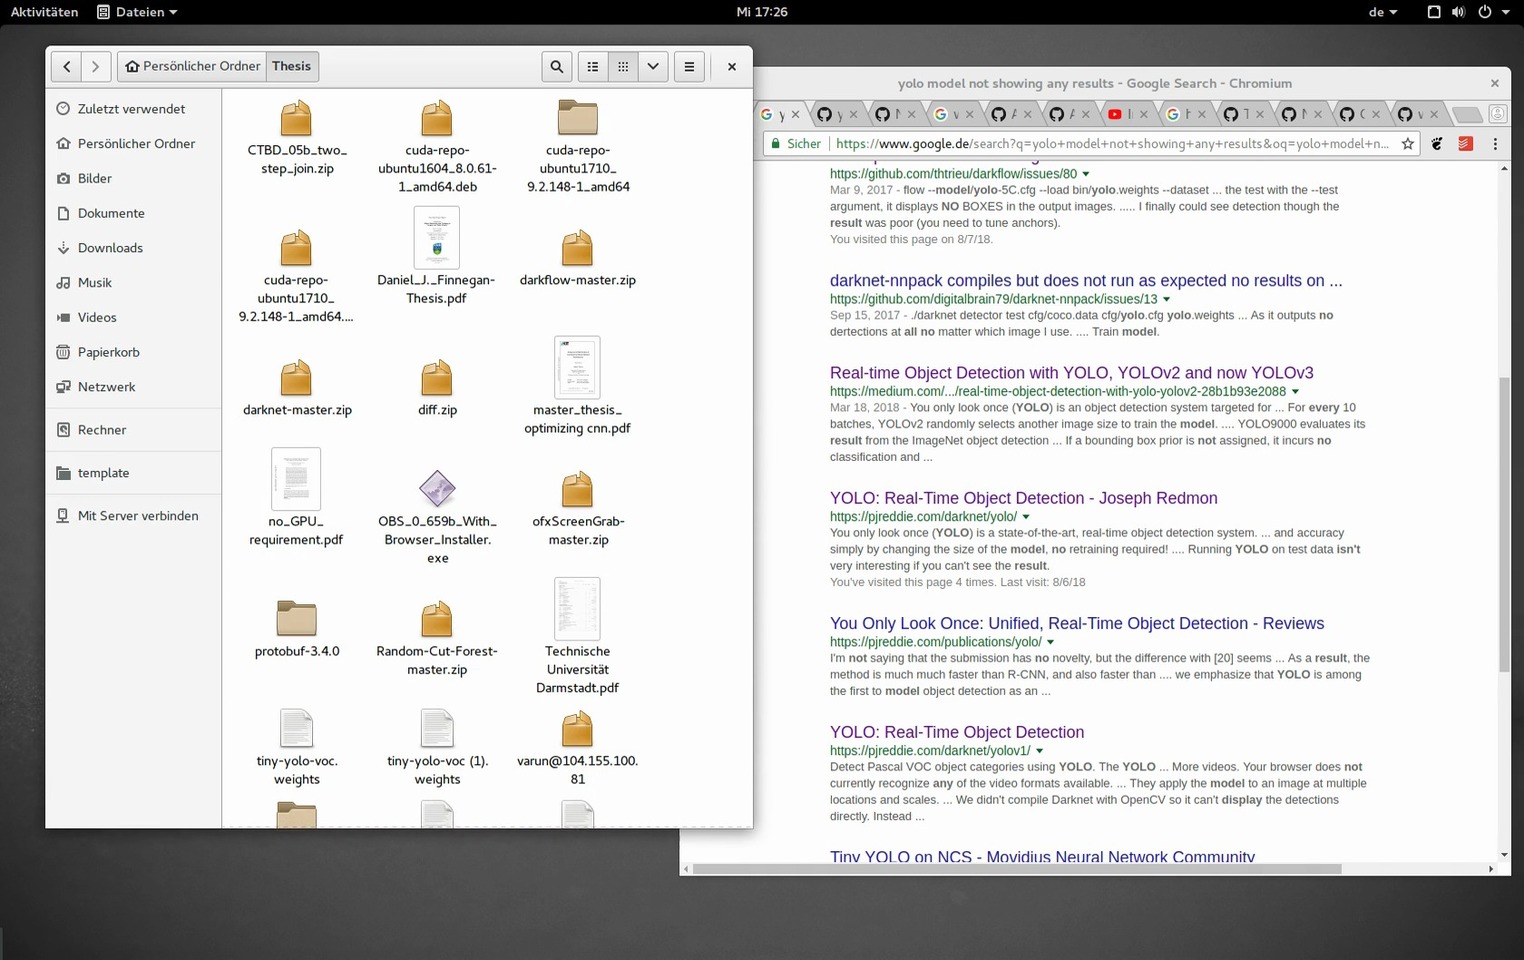 Aktivitäten Dateien Mi 17:26 de
Persönlicher Ordner Thesis
Zuletzt verwendet
Persönlicher Ordner
Bilder
Dokumente
Downloads
Musik
Videos
Papierkorb
Netzwerk
Rechner
template
Mit Server verbinden
CTBD_05b_two_
step_join.zip
cuda-repo-
ubuntu1604_8.0.61-
1_amd64.deb
cuda-repo-
ubuntu1710_
9.2.148-1_amd64
cuda-repo-
ubuntu1710_
9.2.148-1_amd64....
Daniel_J._Finnegan-
Thesis.pdf
darkflow-master.zip
darknet-master.zip
diff.zip
master_thesis_
optimizing cnn.pdf
no_GPU_
requirement.pdf
OBS_0_659b_With_
Browser_Installer.
exe
ofxScreenGrab-
master.zip
protobuf-3.4.0
Random-Cut-Forest-
master.zip
Technische
Universität
Darmstadt.pdf
tiny-yolo-voc.
weights
tiny-yolo-voc (1).
weights
varun@104.155.100.
81
yolo model not showing any results - Google Search - Chromium
Sicher https://www.google.de/search?q=yolo+model+not+showing+any+results&oq=yolo+model+n...
https://github.com/thtrieu/darkflow/issues/80
Mar 9, 2017 - flow --model/yolo-5C.cfg --load bin/yolo.weights --dataset ... the test with the --test
argument, it displays NO BOXES in the output images. ..... I finally could see detection though the
result was poor (you need to tune anchors).
You visited this page on 8/7/18.
darknet-nnpack compiles but does not run as expected no results on ...
https://github.com/digitalbrain79/darknet-nnpack/issues/13
Sep 15, 2017 - ./darknet detector test cfg/coco.data cfg/yolo.cfg yolo.weights ... As it outputs no
dertections at all no matter which image I use. .... Train model.
Real-time Object Detection with YOLO, YOLOv2 and now YOLOv3
https://medium.com/.../real-time-object-detection-with-yolo-yolov2-28b1b93e2088
Mar 18, 2018 - You only look once (YOLO) is an object detection system targeted for ... For every 10
batches, YOLOv2 randomly selects another image size to train the model. .... YOLO9000 evaluates its
result from the ImageNet object detection ... If a bounding box prior is not assigned, it incurs no
classification and ...
YOLO: Real-Time Object Detection - Joseph Redmon
https://pjreddie.com/darknet/yolo/
You only look once (YOLO) is a state-of-the-art, real-time object detection system. ... and accuracy
simply by changing the size of the model, no retraining required! .... Running YOLO on test data isn't
very interesting if you can't see the result.
You've visited this page 4 times. Last visit: 8/6/18
You Only Look Once: Unified, Real-Time Object Detection - Reviews
https://pjreddie.com/publications/yolo/
I'm not saying that the submission has no novelty, but the difference with [20] seems ... As a result, the
method is much much faster than R-CNN, and also faster than .... we emphasize that YOLO is among
the first to model object detection as an ...
YOLO: Real-Time Object Detection
https://pjreddie.com/darknet/yolov1/
Detect Pascal VOC object categories using YOLO. The YOLO ... More videos. Your browser does not
currently recognize any of the video formats available. ... They apply the model to an image at multiple
locations and scales. ... We didn't compile Darknet with OpenCV so it can't display the detections
directly. Instead ...
Tiny YOLO on NCS - Movidius Neural Network Community